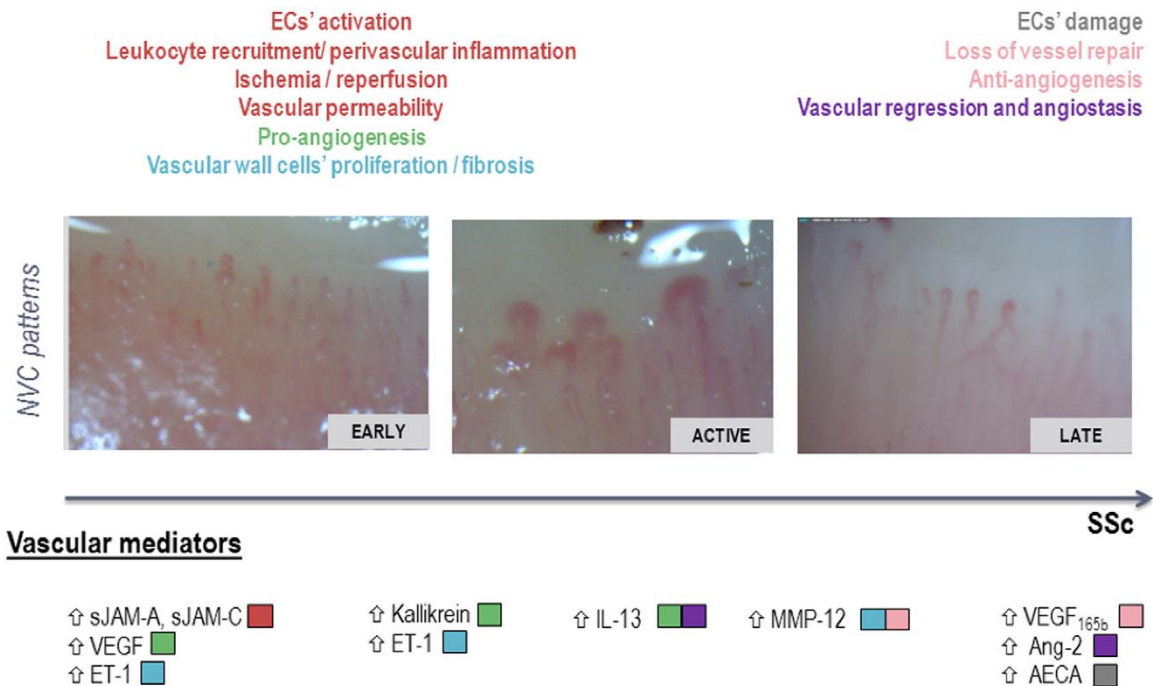 ECs’ activation
Leukocyte recruitment/ perivascular inflammation
Ischemia / reperfusion
Vascular permeability
Pro-angiogenesis
Vascular wall cells’ proliferation / fibrosis
ECs’ damage
Loss of vessel repair
Anti-angiogenesis
Vascular regression and angiostasis
NVC patterns
EARLY
ACTIVE
LATE
SSc
Vascular mediators
⇧ sJAM-A, sJAM-C
⇧ VEGF
⇧ ET-1
⇧ Kallikrein
⇧ ET-1
⇧ IL-13
⇧ MMP-12
⇧ VEGF165b
⇧ Ang-2
⇧ AECA